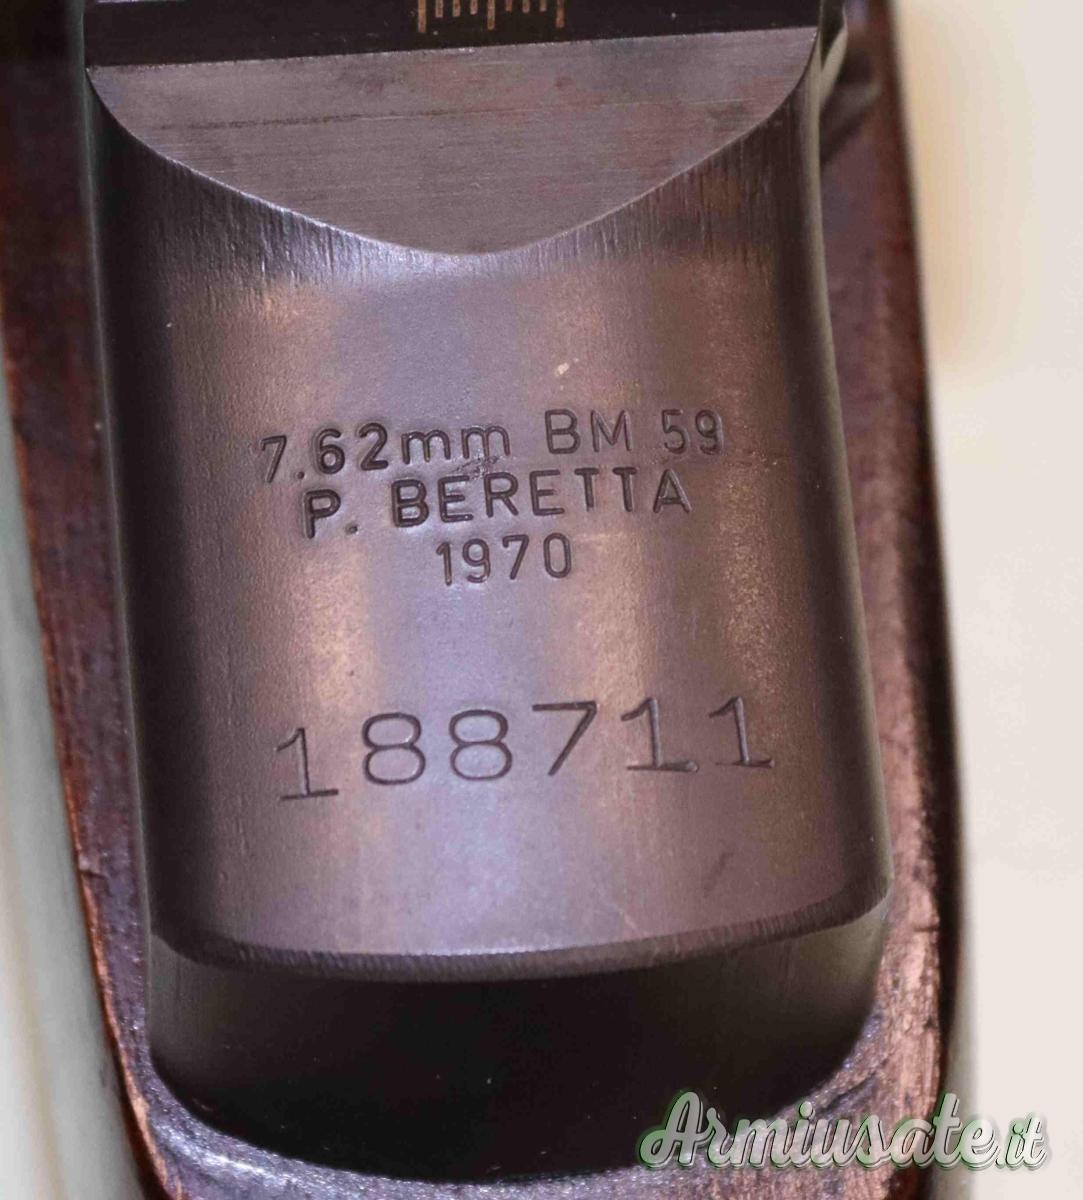 7.62mm BM 59
P. BERETTA
1970
188711
Armiusate.it